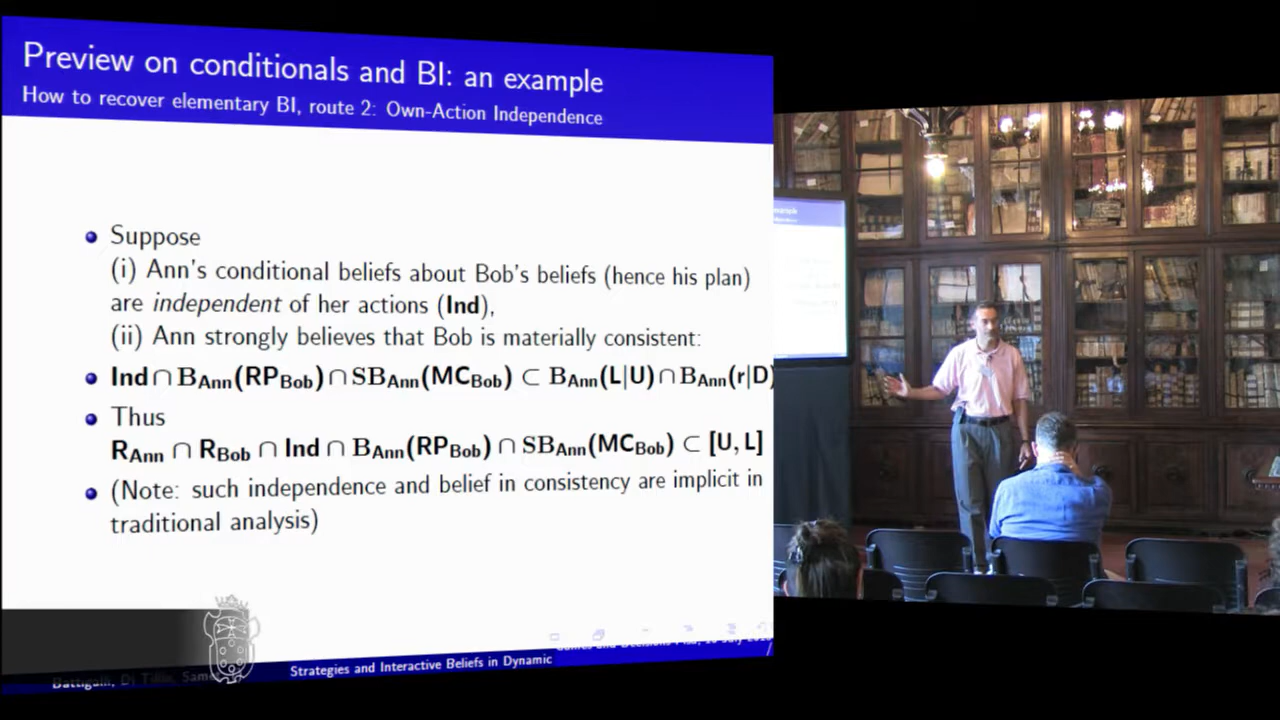 Preview on conditionals and BI: an example
How to recover elementary BI, route 2: Own-Action Independence
Suppose
(i) Ann's conditional beliefs about Bob's beliefs (hence his plan)
are independent of her actions (Ind),
(ii) Ann strongly believes that Bob is materially consistent:
Ind ∩ B_Ann(RP_Bob) ∩ SB_Ann(MC_Bob) ⊂ B_Ann(L|U) ∩ B_Ann(r|D)
Thus
R_Ann ∩ R_Bob ∩ Ind ∩ B_Ann(RP_Bob) ∩ SB_Ann(MC_Bob) ⊂ [U, L]
(Note: such independence and belief in consistency are implicit in
traditional analysis)
Battigalli, Di
Strategies and Interactive Beliefs in Dynamic